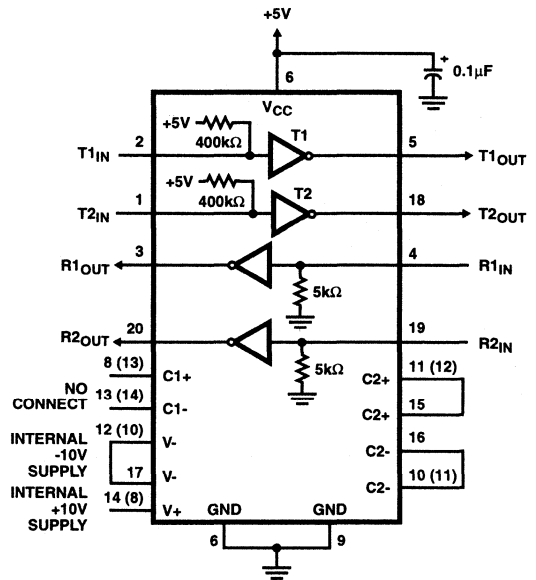 +5V
+
0.1µF
6
VCC
+5V
400kΩ
T1
2
5
T1IN
T1OUT
+5V
400kΩ
T2
1
18
T2IN
T2OUT
3
4
R1OUT
R1IN
5kΩ
20
19
R2OUT
R2IN
5kΩ
8 (13)
C1+
11 (12)
C2+
NO
CONNECT
13 (14)
C1-
15
C2+
12 (10)
V-
16
C2-
INTERNAL
-10V
SUPPLY
17
V-
10 (11)
C2-
INTERNAL
+10V
SUPPLY
14 (8)
V+
GND
GND
6
9